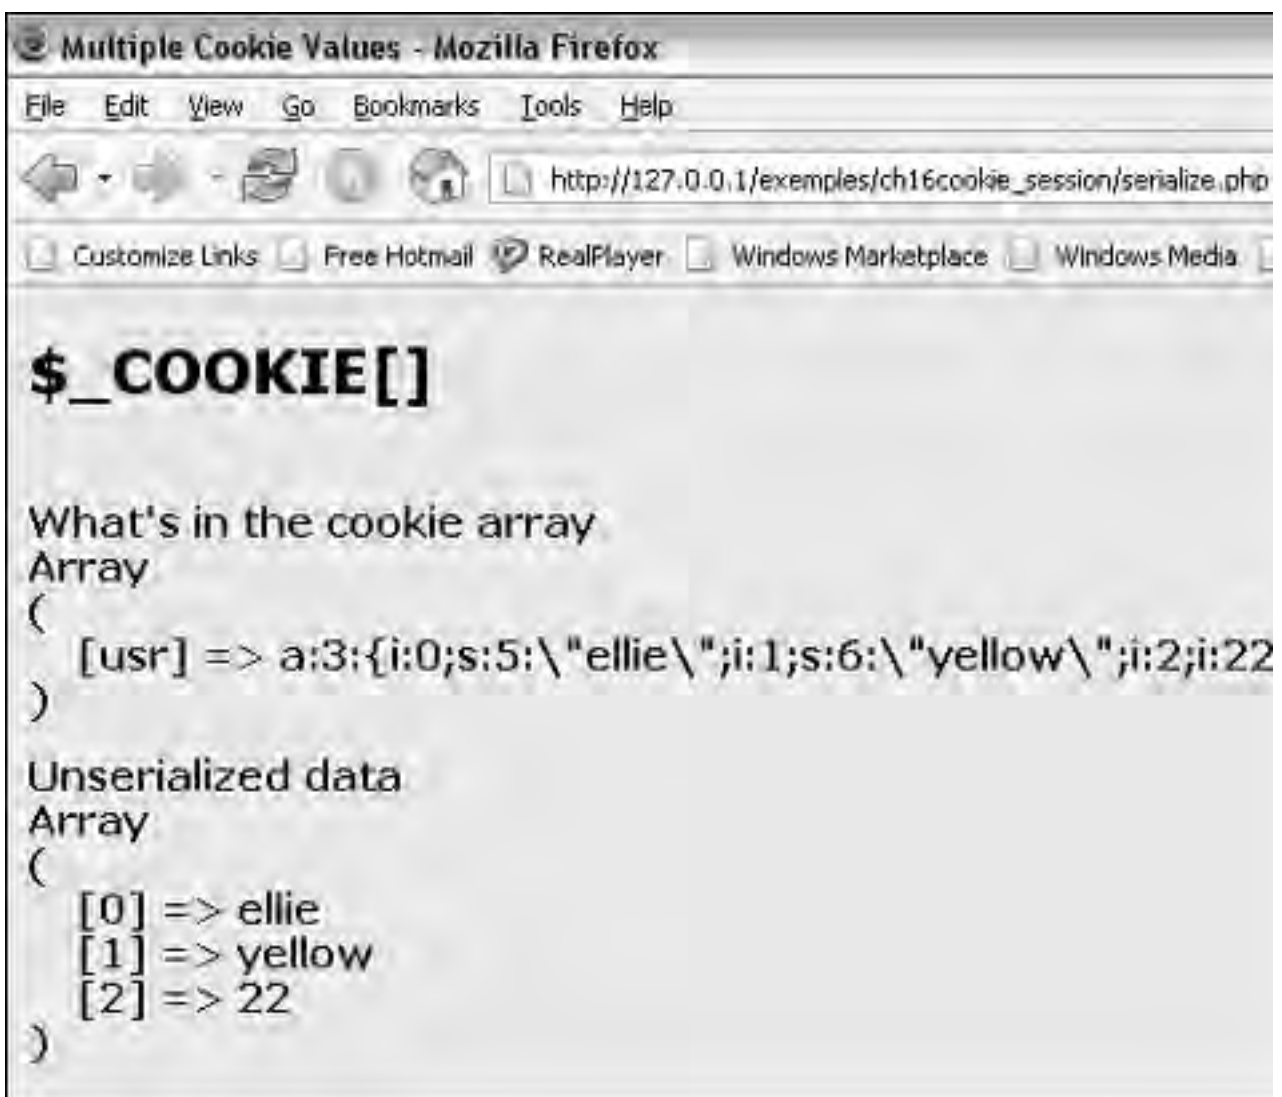 Multiple Cookie Values - Mozilla Firefox
File Edit View Go Bookmarks Tools Help
http://127.0.0.1/exemples/ch16cookie_session/serialize.php
Customize Links Free Hotmail RealPlayer Windows Marketplace Windows Media
$_COOKIE[]
What's in the cookie array
Array
(
[usr] => a:3:{i:0;s:5:\"ellie\";i:1;s:6:\"yellow\";i:2;i:22
)
Unserialized data
Array
(
[0] => ellie
[1] => yellow
[2] => 22
)